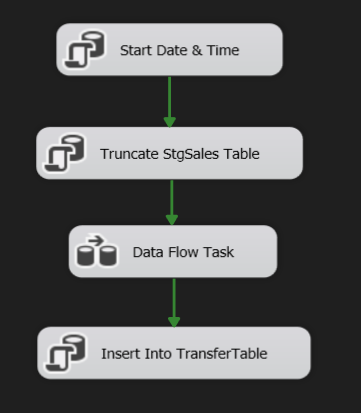 Start Date & Time
Truncate StgSales Table
Data Flow Task
Insert Into TransferTable